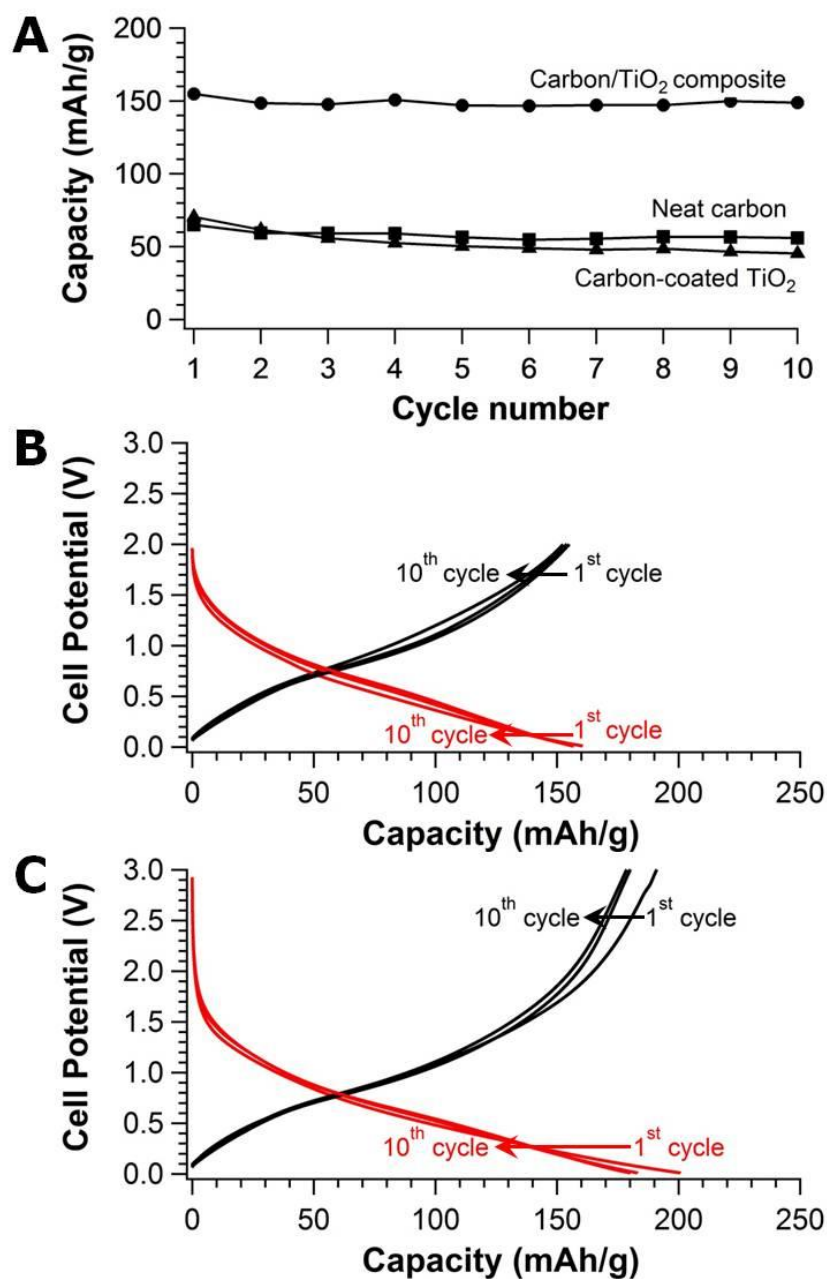 A
Capacity (mAh/g)
200
150
100
50
0
Carbon/TiO₂ composite
Neat carbon
Carbon-coated TiO₂
1 2 3 4 5 6 7 8 9 10
Cycle number
B
Cell Potential (V)
3.0
2.5
2.0
1.5
1.0
0.5
0.0
10th cycle 1st cycle
10th cycle 1st cycle
0 50 100 150 200 250
Capacity (mAh/g)
C
Cell Potential (V)
3.0
2.5
2.0
1.5
1.0
0.5
0.0
10th cycle 1st cycle
10th cycle 1st cycle
0 50 100 150 200 250
Capacity (mAh/g)